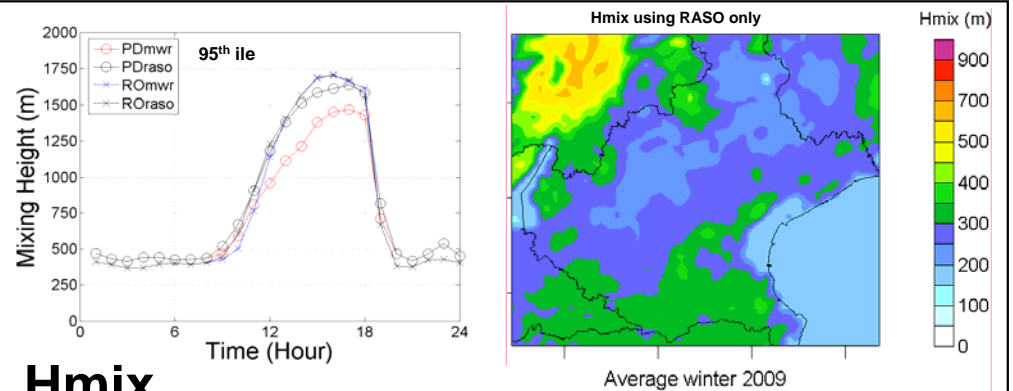 95th ile
PDmwr
PDraso
ROmwr
ROraso
Mixing Height (m)
2000
1750
1500
1250
1000
750
500
250
0
0 6 12 18 24
Time (Hour)
Hmix using RASO only
Average winter 2009
Hmix (m)
900
700
500
400
300
200
100
0
Hmix